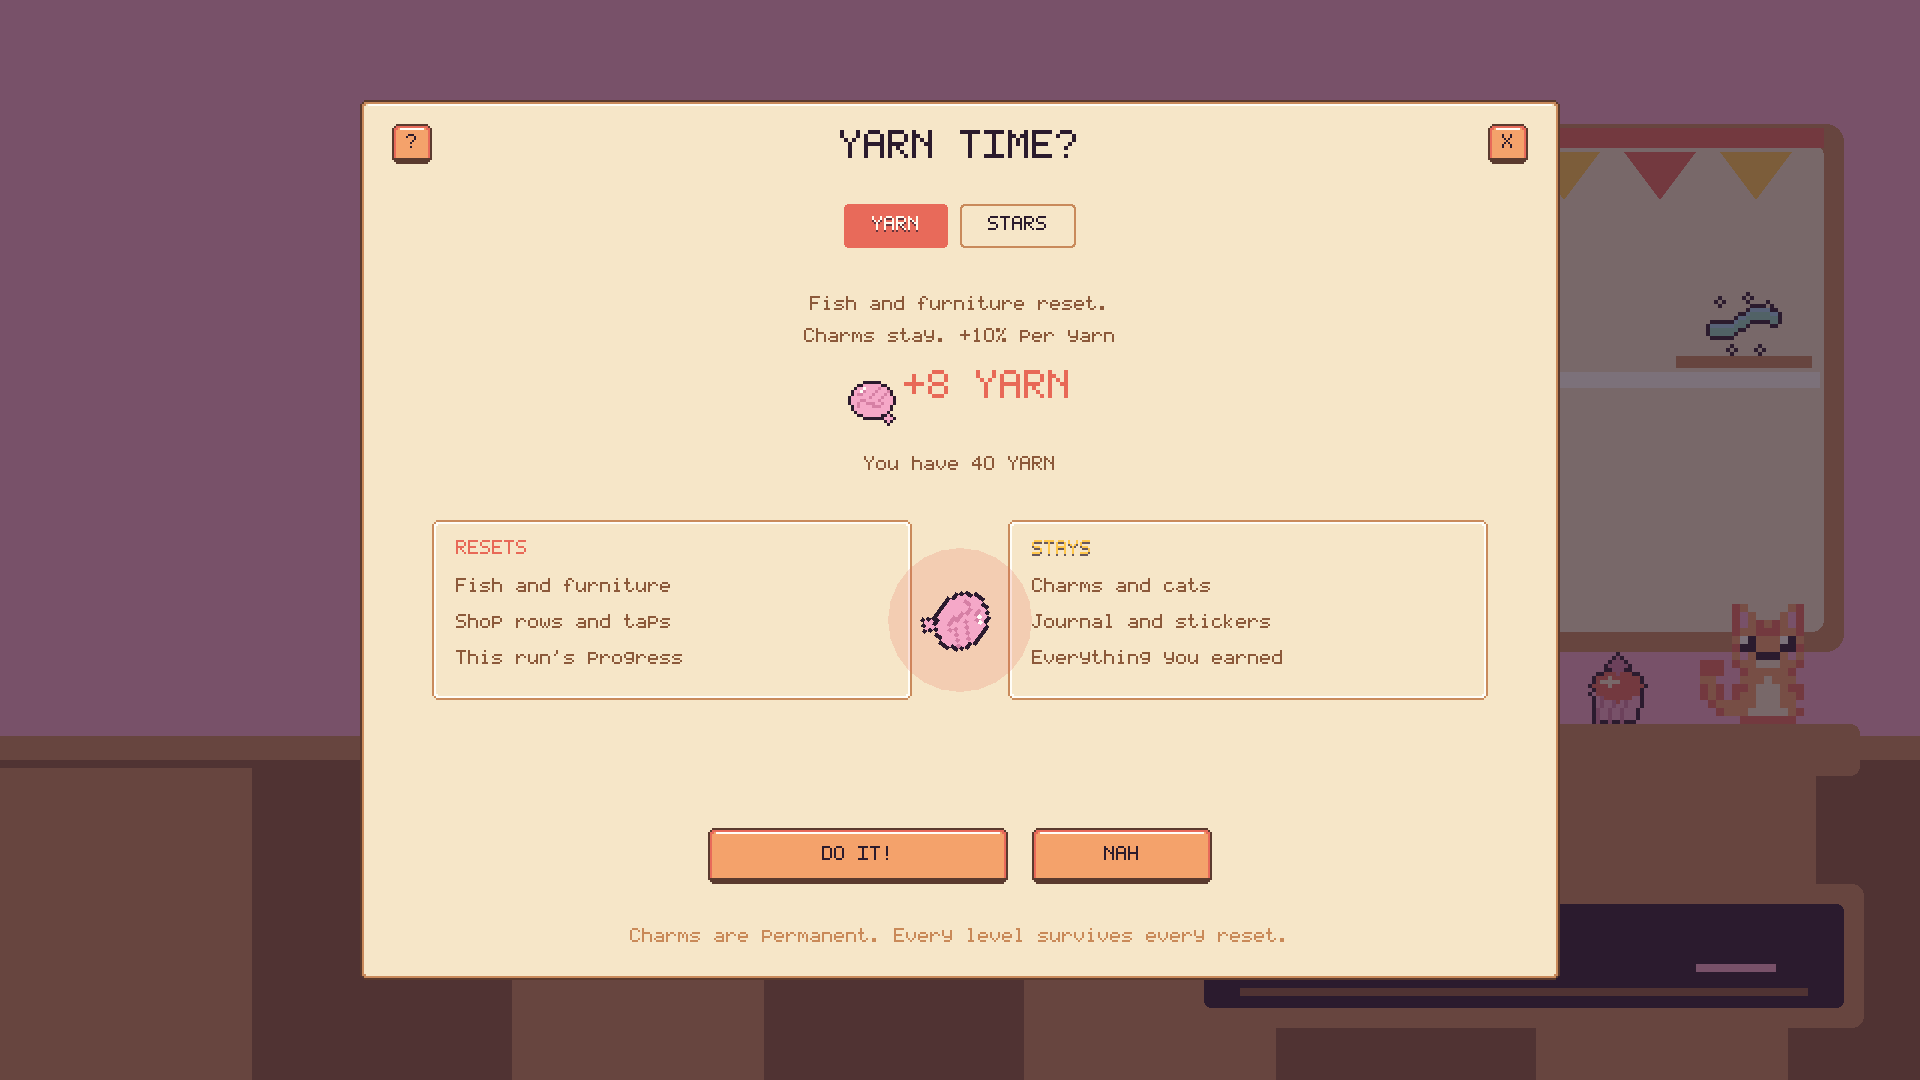 ?
YARN TIME?
X
YARN
STARS
Fish and furniture reset.
Charms stay. +10% per yarn
+8 YARN
You have 40 YARN
RESETS
Fish and furniture
Shop rows and taps
This run's progress
STAYS
Charms and cats
Journal and stickers
Everything you earned
DO IT!
NAH
Charms are permanent. Every level survives every reset.